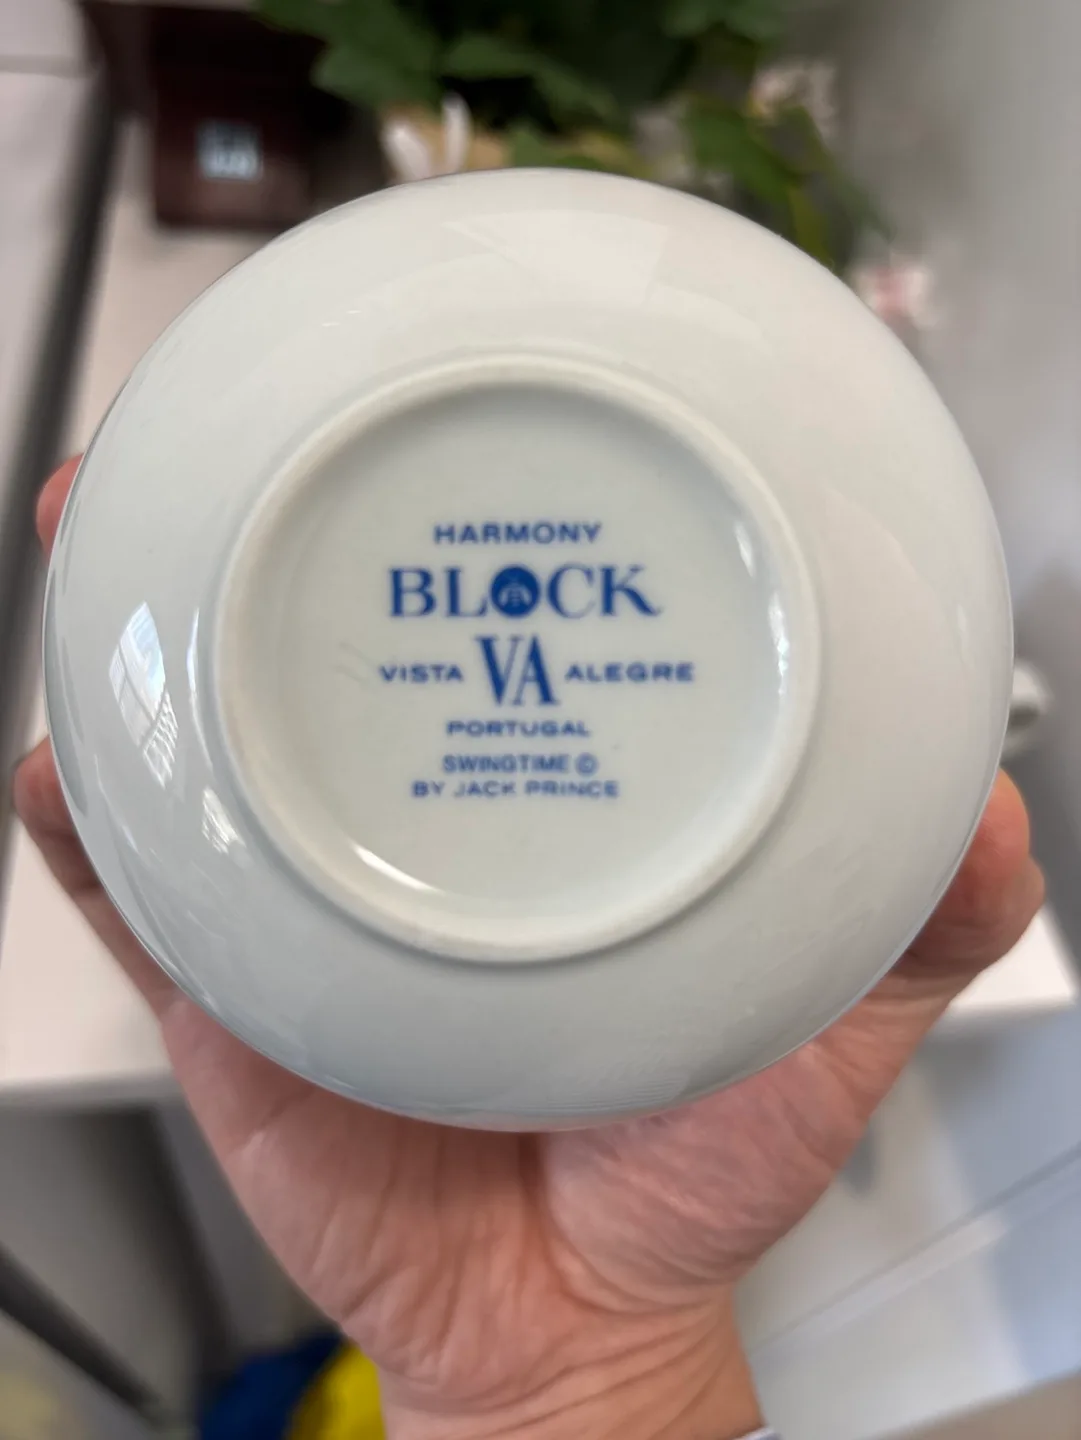 HARMONY
BLOCK
VISTA VA ALEGRE
PORTUGAL
SWINGTIME ©
BY JACK PRINCE